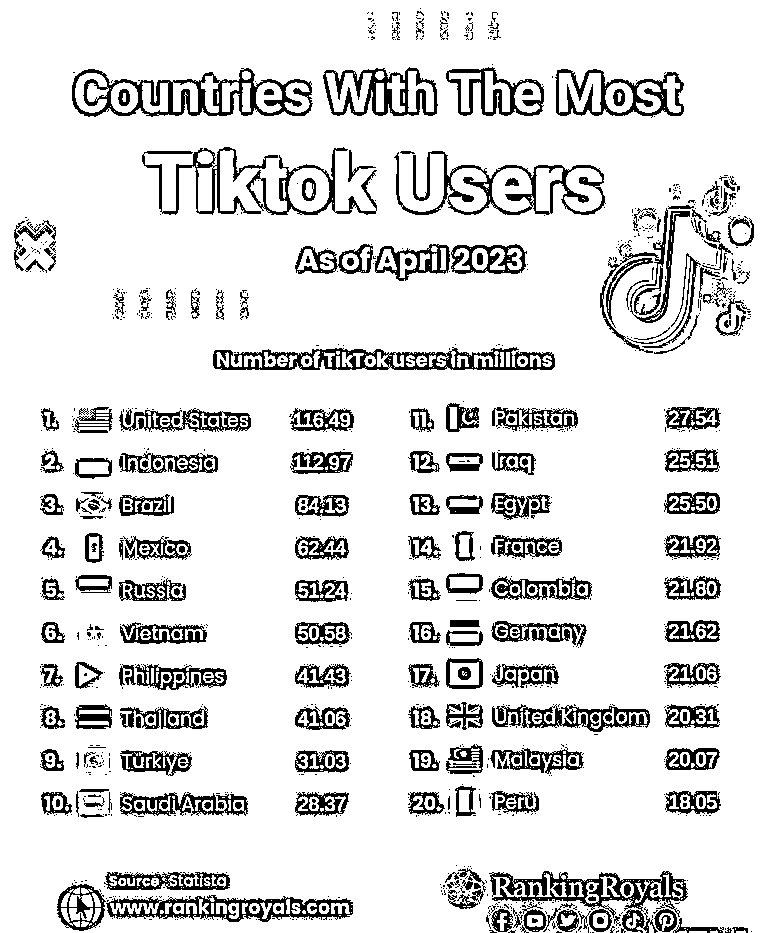 Countries With The Most
Tiktok Users
As of April 2023
Number of TikTok users in millions
1. United States 116.49
2. Indonesia 112.97
3. Brazil 84.13
4. Mexico 62.44
5. Russia 51.24
6. Vietnam 50.58
7. Philippines 41.43
8. Thailand 41.06
9. Türkiye 31.03
10. Saudi Arabia 28.37
11. Pakistan 27.54
12. Iraq 25.51
13. Egypt 25.50
14. France 21.92
15. Colombia 21.80
16. Germany 21.62
17. Japan 21.06
18. United Kingdom 20.31
19. Malaysia 20.07
20. Peru 18.05
Source: Statista
www.rankingroyals.com
RankingRoyals